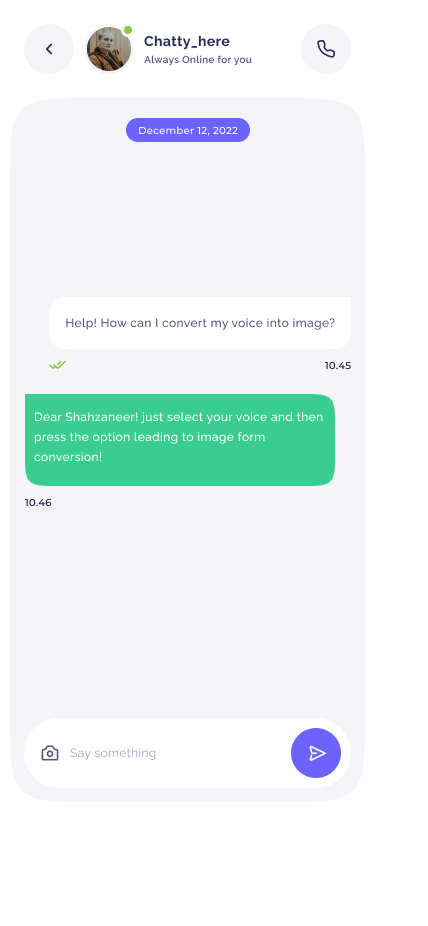 Chatty_here
Always Online for you
December 12, 2022
Help! How can I convert my voice into image?
10.45
Dear Shahzaneer! just select your voice and then
press the option leading to image form
conversion!
10.46
Say something